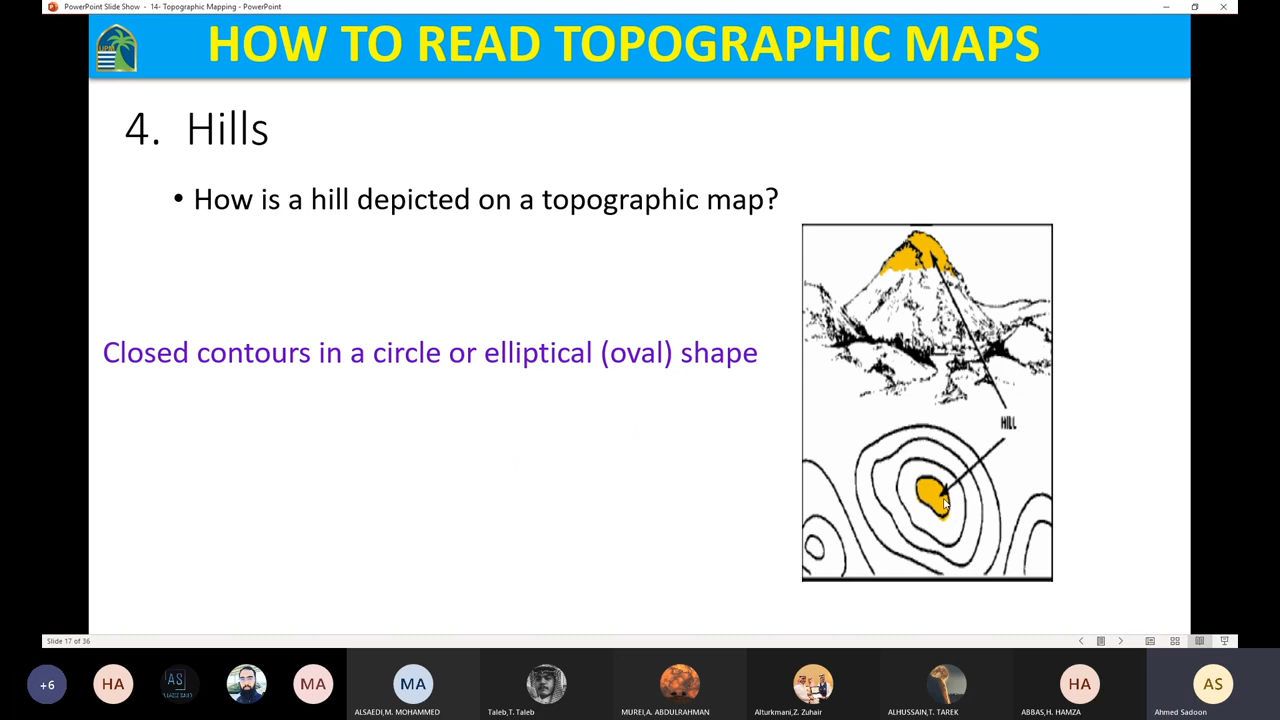 PowerPoint Slide Show - 14- Topographic Mapping - PowerPoint
HOW TO READ TOPOGRAPHIC MAPS
4. Hills
• How is a hill depicted on a topographic map?
Closed contours in a circle or elliptical (oval) shape
HILL
Slide 17 of 36
+6
HA
AS
MA
MA
HA
AS
ALSAEDI,M. MOHAMMED
Taleb,T. Taleb
MUREI,A. ABDULRAHMAN
Alturkmani,Z. Zuhair
ALHUSSAIN,T. TAREK
ABBAS,H. HAMZA
Ahmed Sadoon